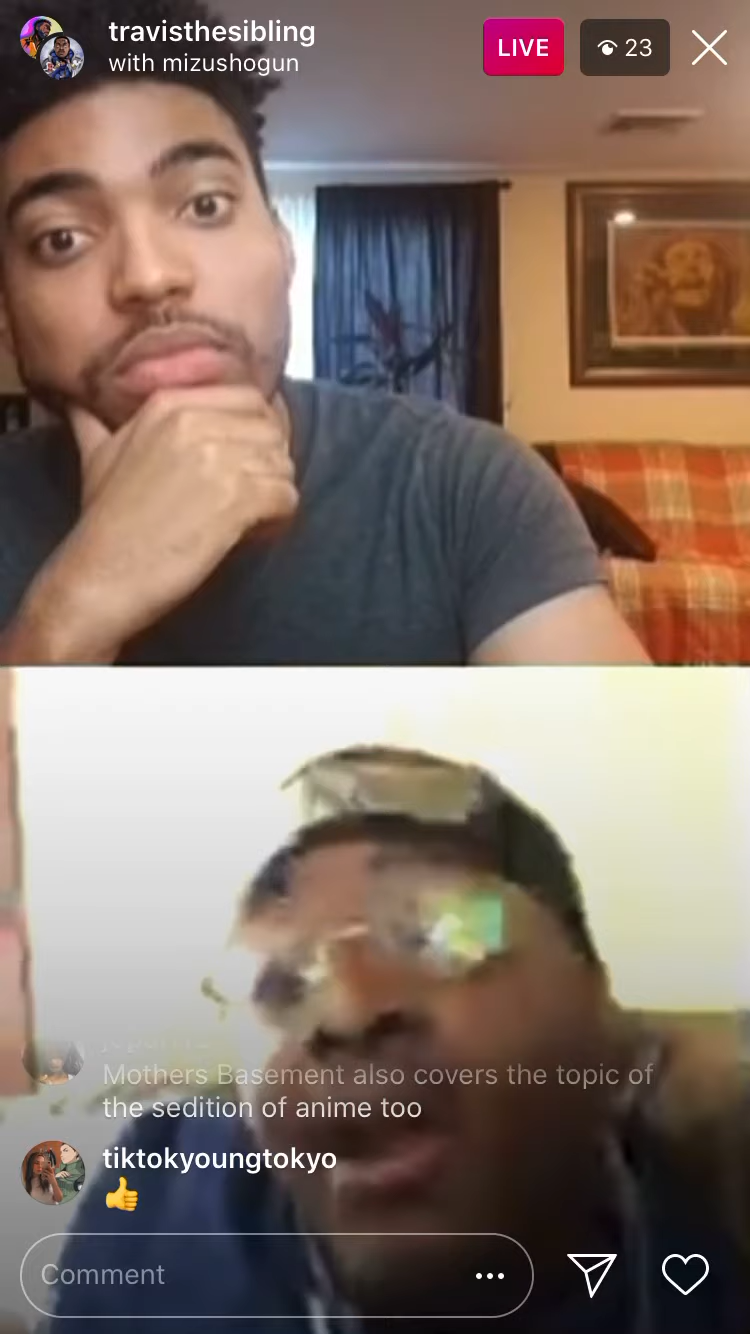 travisthesibling
with mizushogun
LIVE
23
Mothers Basement also covers the topic of
the sedition of anime too
tiktokyoungtokyo
👍
Comment